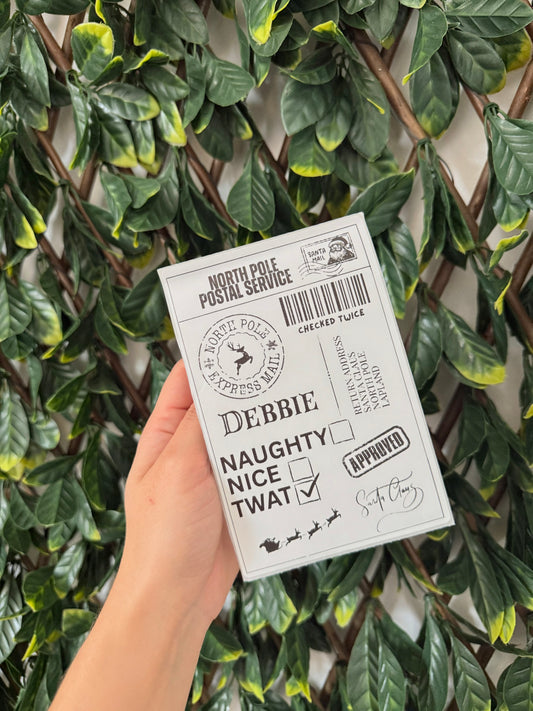 NORTH POLE
POSTAL SERVICE
SANTA
MAIL
CHECKED TWICE
NORTH POLE
EXPRESS MAIL
RETURN ADDRESS
SANTA CLAUS
NORTH POLE
LAPLAND
DEBBIE
NAUGHTY
NICE
TWAT
APPROVED
Santa Claus